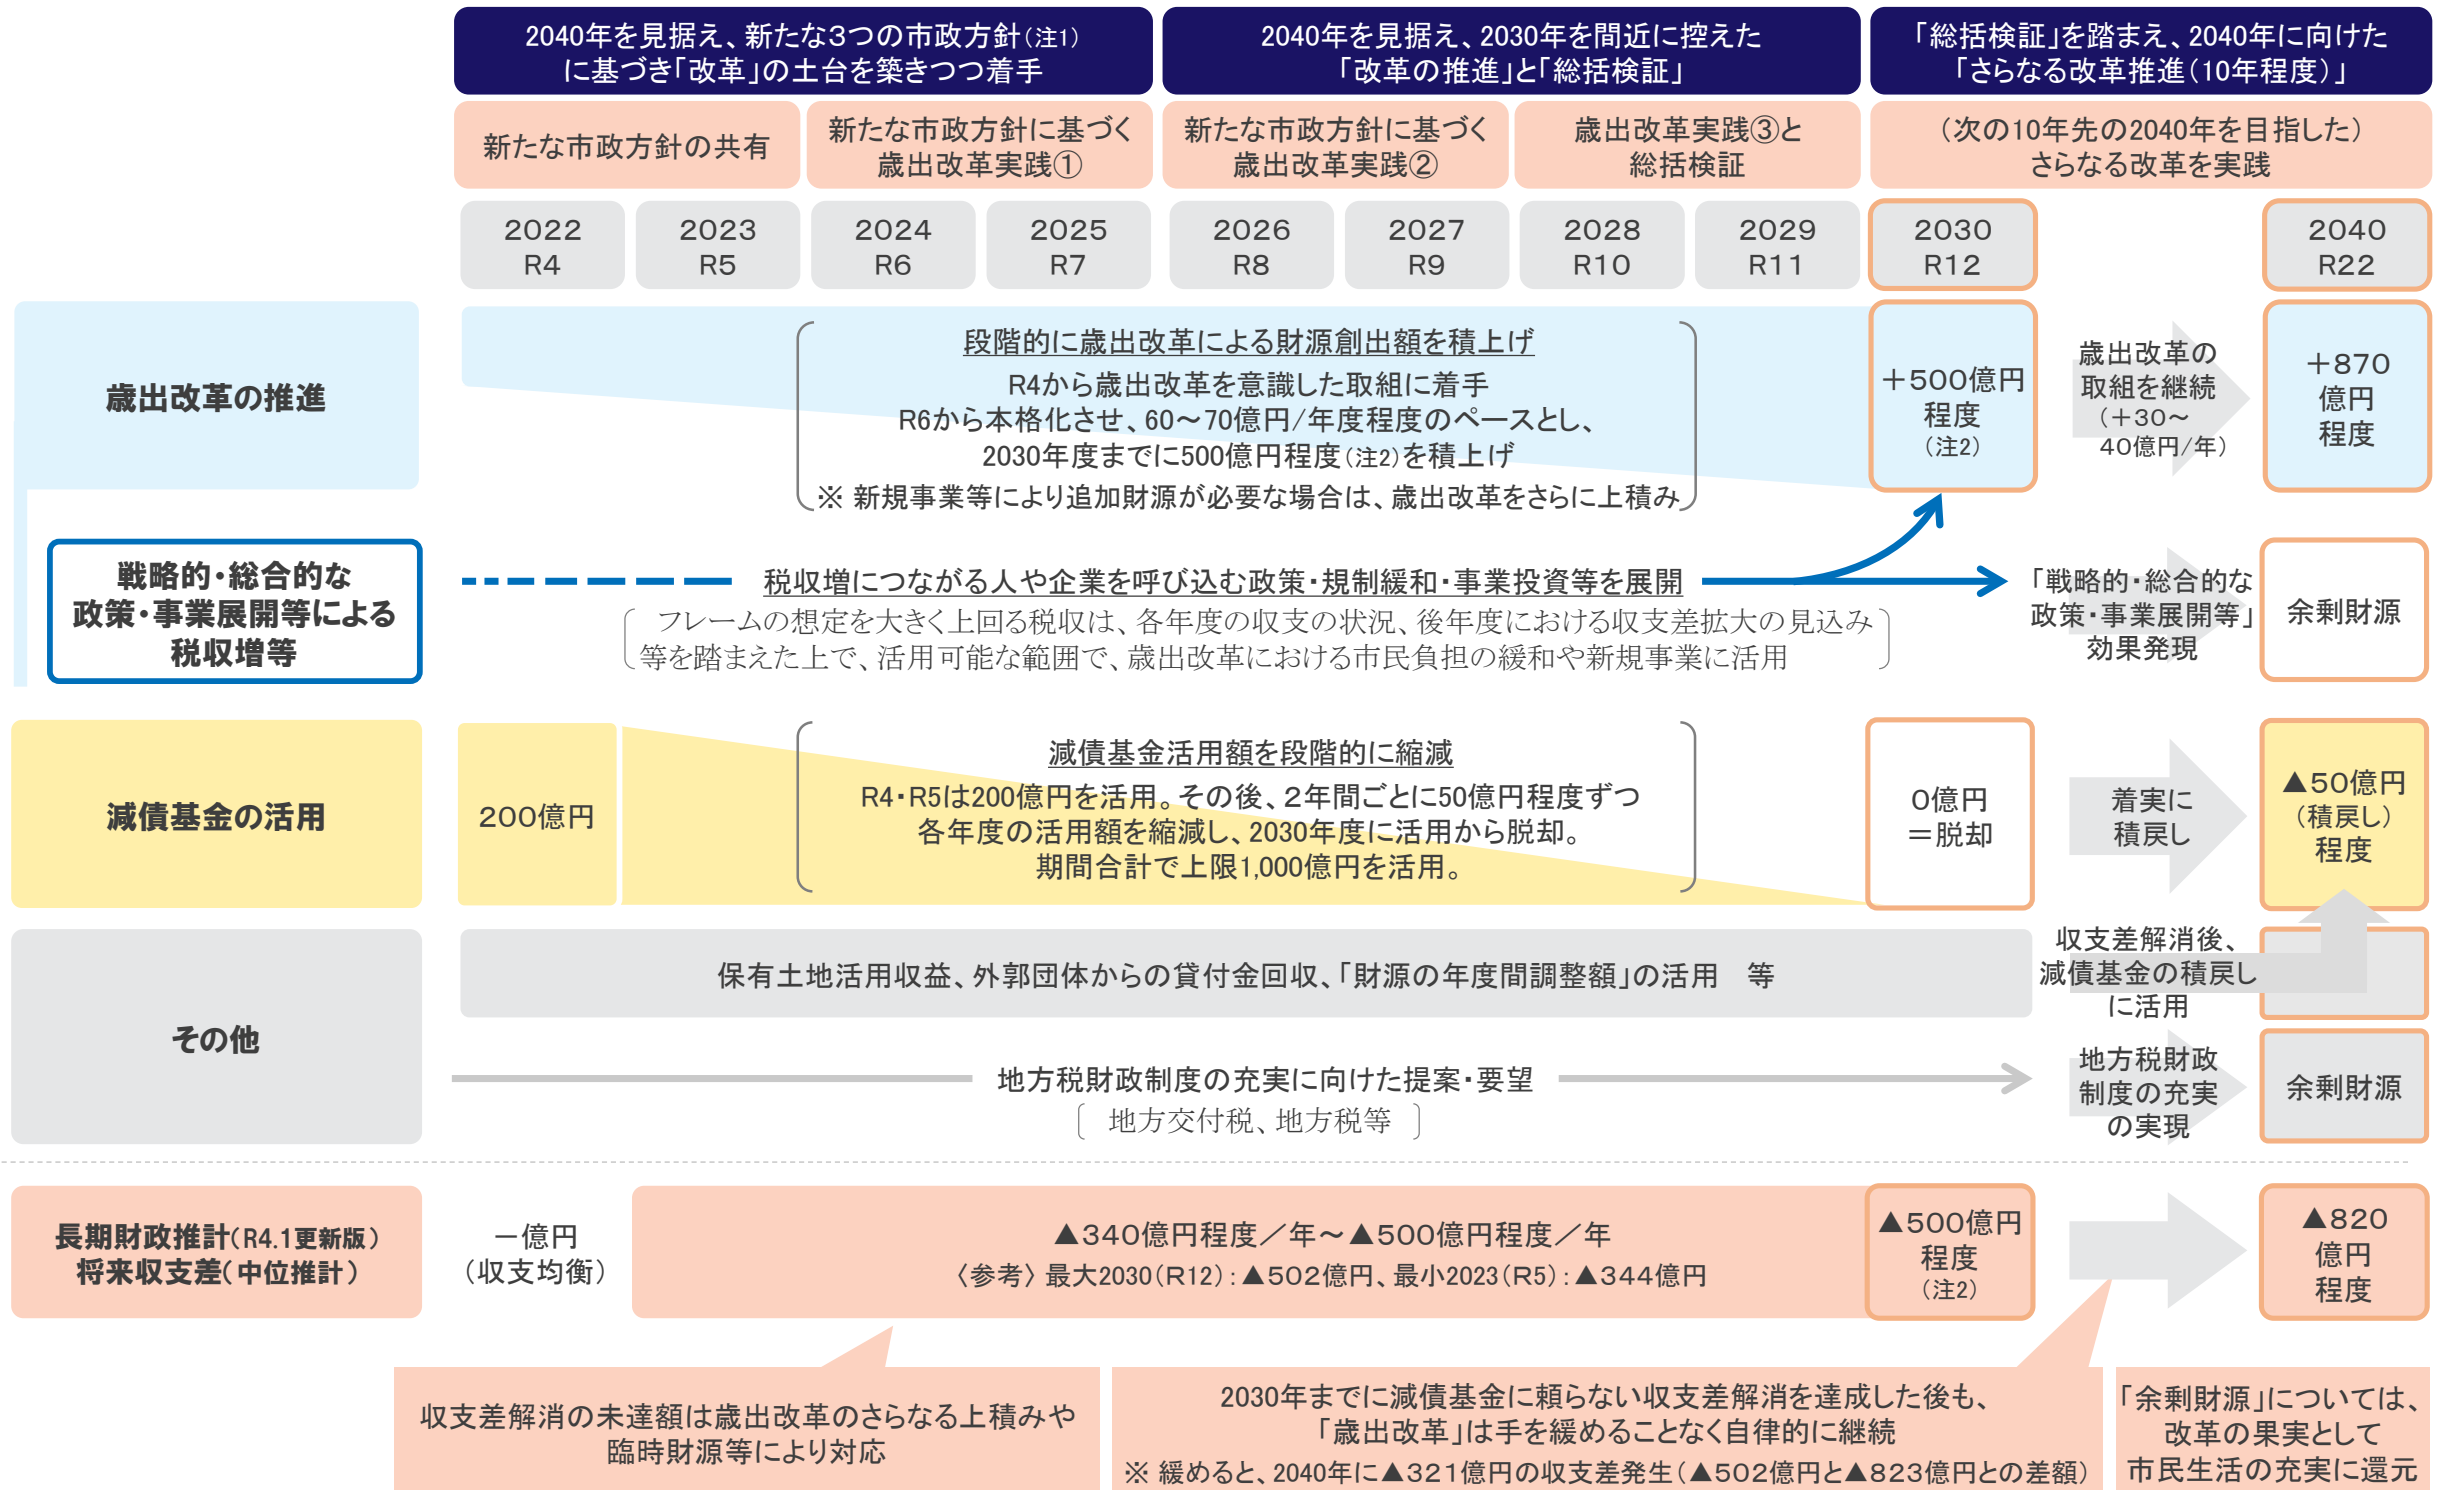 2040年を見据え、新たな３つの市政方針（注1）
に基づき「改革」の土台を築きつつ着手
2040年を見据え、2030年を間近に控えた
「改革の推進」と「総括検証」
「総括検証」を踏まえ、2040年に向けた
「さらなる改革推進（10年程度）」
新たな市政方針の共有
新たな市政方針に基づく
歳出改革実践①
新たな市政方針に基づく
歳出改革実践②
歳出改革実践③と
総括検証
（次の10年先の2040年を目指した）
さらなる改革を実践
2022
R4
2023
R5
2024
R6
2025
R7
2026
R8
2027
R9
2028
R10
2029
R11
2030
R12
2040
R22
歳出改革の推進
段階的に歳出改革による財源創出額を積上げ
R4から歳出改革を意識した取組に着手
R6から本格化させ、60～70億円/年度程度のペースとし、
2030年度までに500億円程度（注2）を積上げ
※ 新規事業等により追加財源が必要な場合は、歳出改革をさらに上積み
＋500億円
程度
（注2）
歳出改革の
取組を継続
（＋30～
40億円/年）
＋870
億円
程度
戦略的・総合的な
政策・事業展開等による
税収増等
税収増につながる人や企業を呼び込む政策・規制緩和・事業投資等を展開
フレームの想定を大きく上回る税収は、各年度の収支の状況、後年度における収支差拡大の見込み
等を踏まえた上で、活用可能な範囲で、歳出改革における市民負担の緩和や新規事業に活用
「戦略的・総合的な
政策・事業展開等」
効果発現
余剰財源
減債基金の活用
200億円
減債基金活用額を段階的に縮減
R4・R5は200億円を活用。その後、２年間ごとに50億円程度ずつ
各年度の活用額を縮減し、2030年度に活用から脱却。
期間合計で上限1,000億円を活用。
0億円
＝脱却
着実に
積戻し
▲50億円
（積戻し）
程度
その他
保有土地活用収益、外郭団体からの貸付金回収、「財源の年度間調整額」の活用　等
収支差解消後、
減債基金の積戻し
に活用
地方税財政制度の充実に向けた提案・要望
地方交付税、地方税等
地方税財政
制度の充実
の実現
余剰財源
長期財政推計（R4.1更新版）
将来収支差（中位推計）
－億円
（収支均衡）
▲340億円程度／年～▲500億円程度／年
〈参考〉 最大2030（R12）：▲502億円、最小2023（R5）：▲344億円
▲500億円
程度
（注2）
▲820
億円
程度
収支差解消の未達額は歳出改革のさらなる上積みや
臨時財源等により対応
2030年までに減債基金に頼らない収支差解消を達成した後も、
「歳出改革」は手を緩めることなく自律的に継続
※ 緩めると、2040年に▲321億円の収支差発生（▲502億円と▲823億円との差額）
「余剰財源」については、
改革の果実として
市民生活の充実に還元